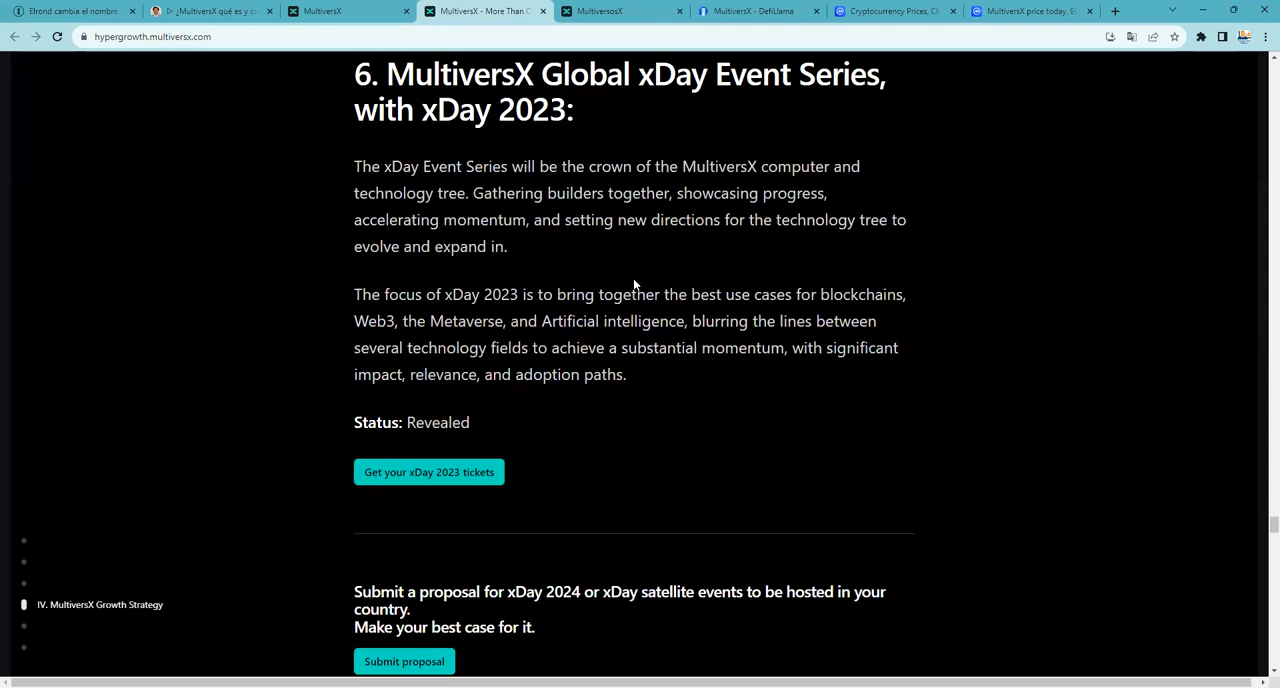 Elrond cambia el nombre
¿MultiversX qué es y co
MultiversX
MultiversX - More Than C
MultiversosX
MultiversX - DefiLlama
Cryptocurrency Prices, Ch
MultiversX price today, E
hypergrowth.multiversx.com
6. MultiversX Global xDay Event Series,
with xDay 2023:
The xDay Event Series will be the crown of the MultiversX computer and
technology tree. Gathering builders together, showcasing progress,
accelerating momentum, and setting new directions for the technology tree to
evolve and expand in.
The focus of xDay 2023 is to bring together the best use cases for blockchains,
Web3, the Metaverse, and Artificial intelligence, blurring the lines between
several technology fields to achieve a substantial momentum, with significant
impact, relevance, and adoption paths.
Status: Revealed
Get your xDay 2023 tickets
IV. MultiversX Growth Strategy
Submit a proposal for xDay 2024 or xDay satellite events to be hosted in your
country.
Make your best case for it.
Submit proposal